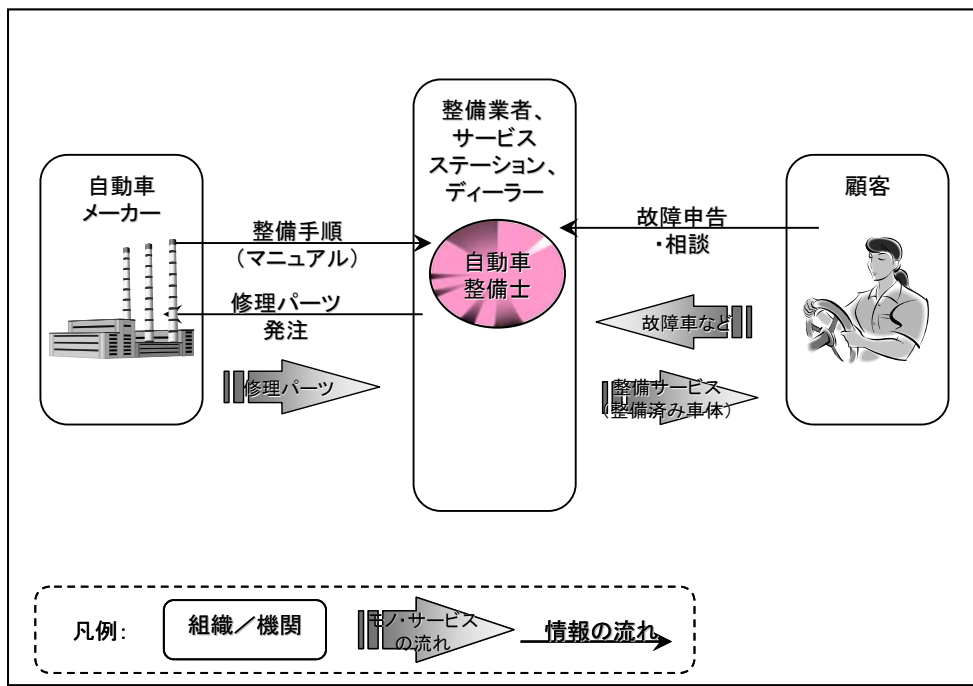 自動車
メーカー
整備手順
（マニュアル）
修理パーツ
発注
修理パーツ
整備業者、
サービス
ステーション、
ディーラー
自動車
整備士
故障申告
・相談
故障車など
整備サービス
（整備済み車体）
顧客
凡例：
組織／機関
モノ・サービス
の流れ
情報の流れ